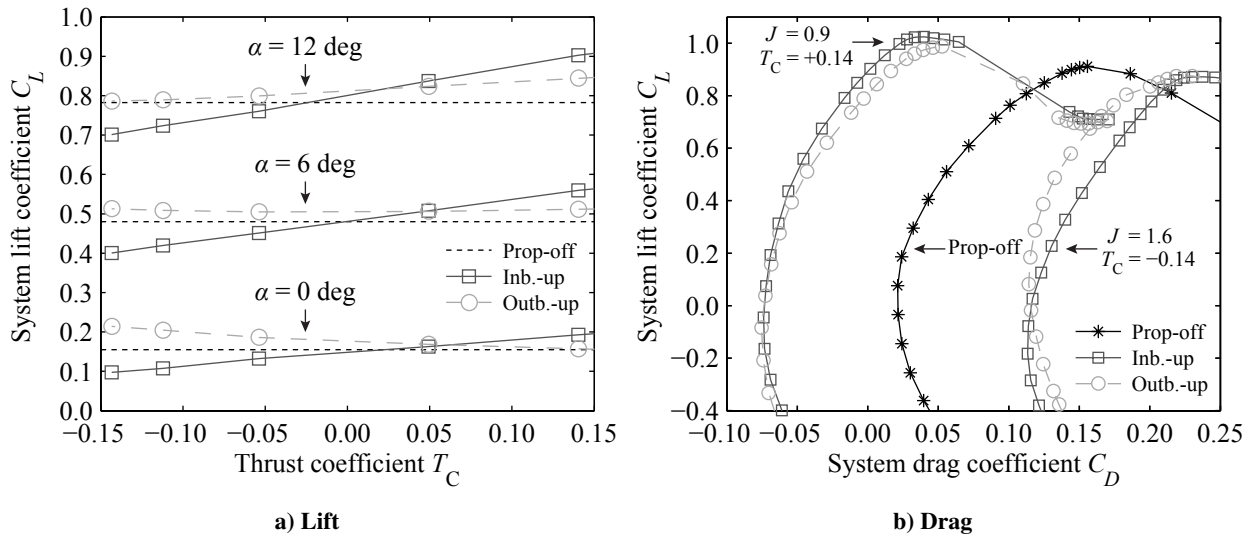 1.0
0.9
0.8
0.7
0.6
0.5
0.4
0.3
0.2
0.1
0.0
System lift coefficient C_L
α = 12 deg
α = 6 deg
α = 0 deg
Prop-off
Inb.-up
Outb.-up
−0.15 −0.10 −0.05 0.00 0.05 0.10 0.15
Thrust coefficient T_C
a) Lift
1.0
0.8
0.6
0.4
0.2
0.0
−0.2
−0.4
System lift coefficient C_L
J = 0.9
T_C = +0.14
Prop-off
J = 1.6
T_C = −0.14
Prop-off
Inb.-up
Outb.-up
−0.10 −0.05 0.00 0.05 0.10 0.15 0.20 0.25
System drag coefficient C_D
b) Drag